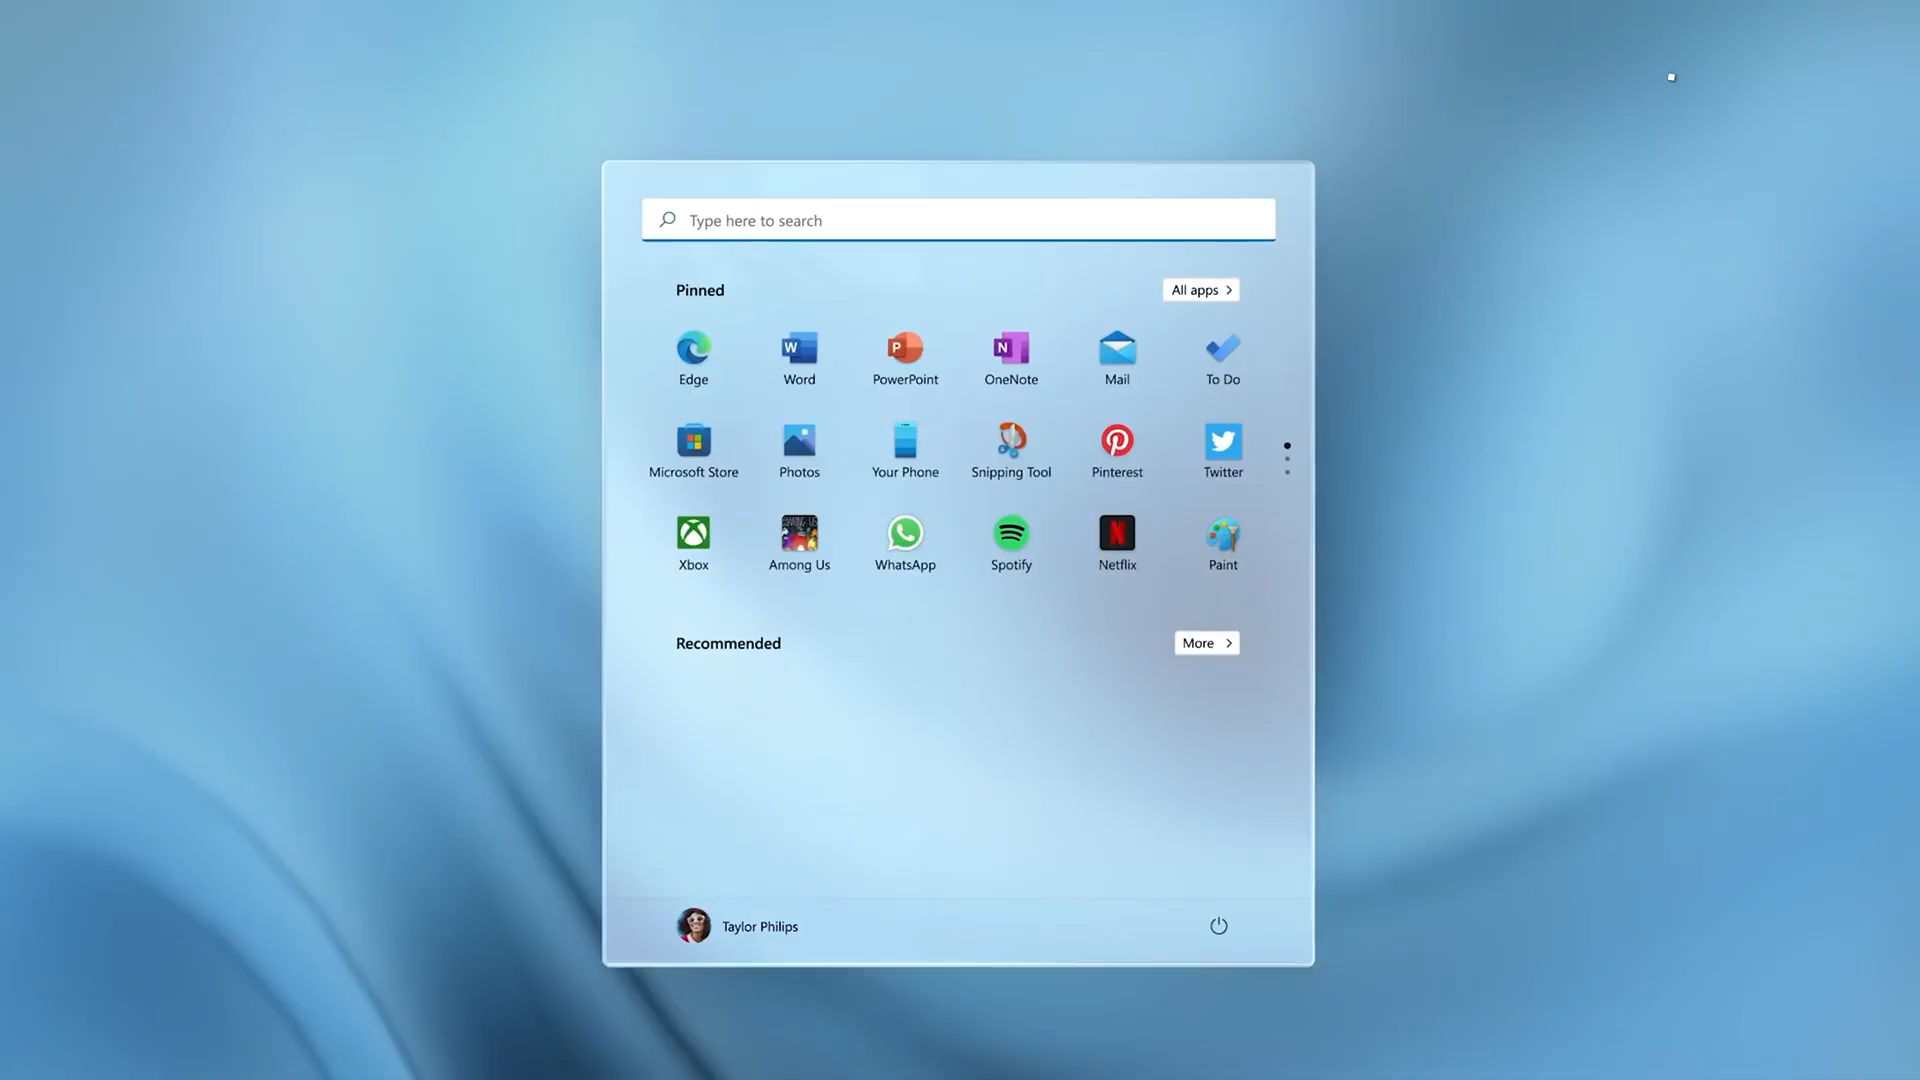 Type here to search
Pinned
All apps
Edge
Word
PowerPoint
OneNote
Mail
To Do
Microsoft Store
Photos
Your Phone
Snipping Tool
Pinterest
Twitter
Xbox
Among Us
WhatsApp
Spotify
Netflix
Paint
Recommended
More
Taylor Philips